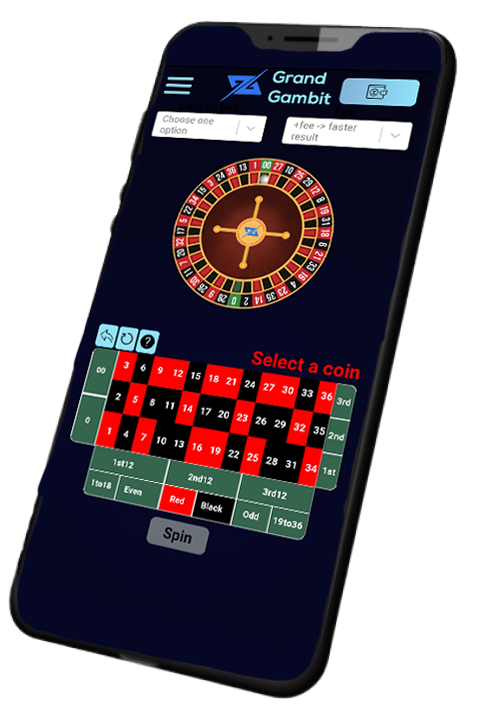 Grand
Gambit
Coin to bet
Choose one
option
+fee -> faster
result
Select a coin
?
00 3 6 9 12 15 18 21 24 27 30 33 36 3rd
2 5 8 11 14 17 20 23 26 29 32 35 2nd
0 1 4 7 10 13 16 19 22 25 28 31 34 1st
1st12 2nd12 3rd12
1to18 Even Red Black Odd 19to36
Spin